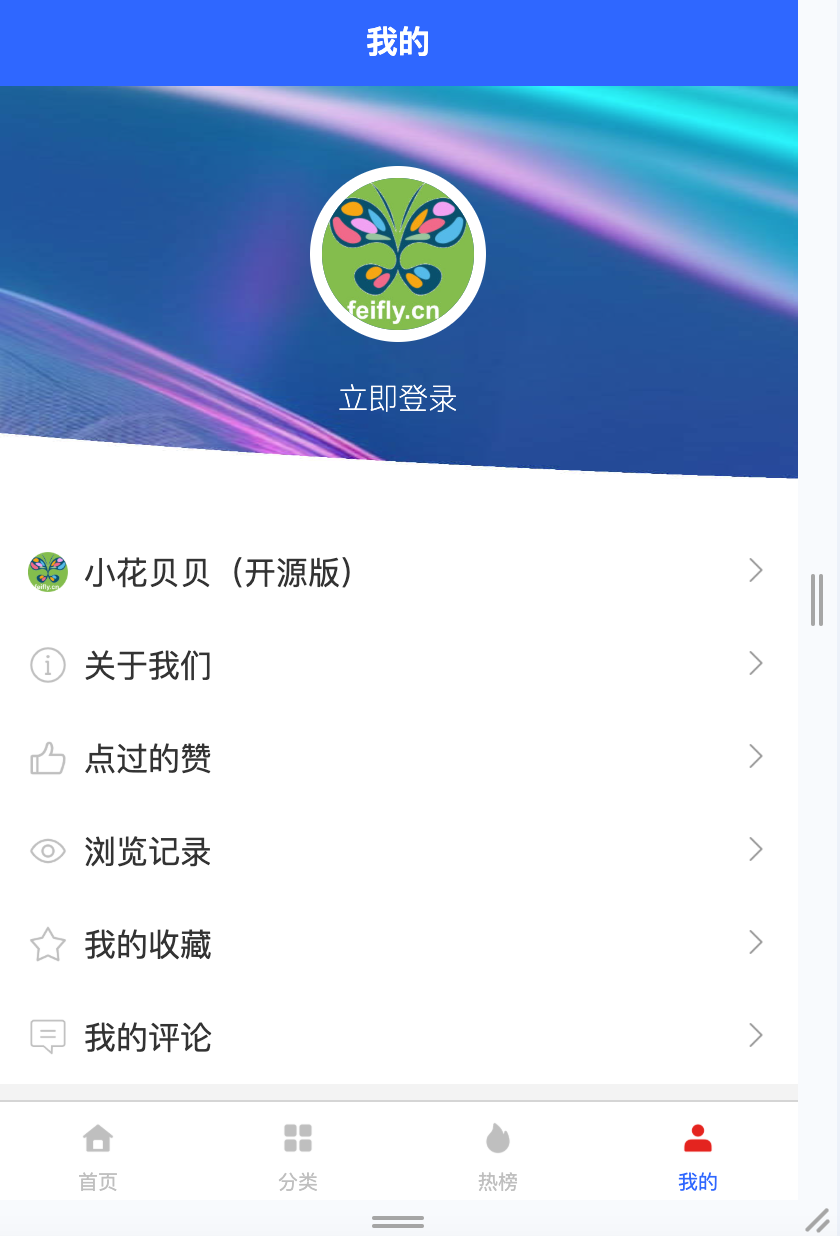 我的
feifly.cn
立即登录
小花贝贝（开源版）
关于我们
点过的赞
浏览记录
我的收藏
我的评论
首页
分类
热榜
我的